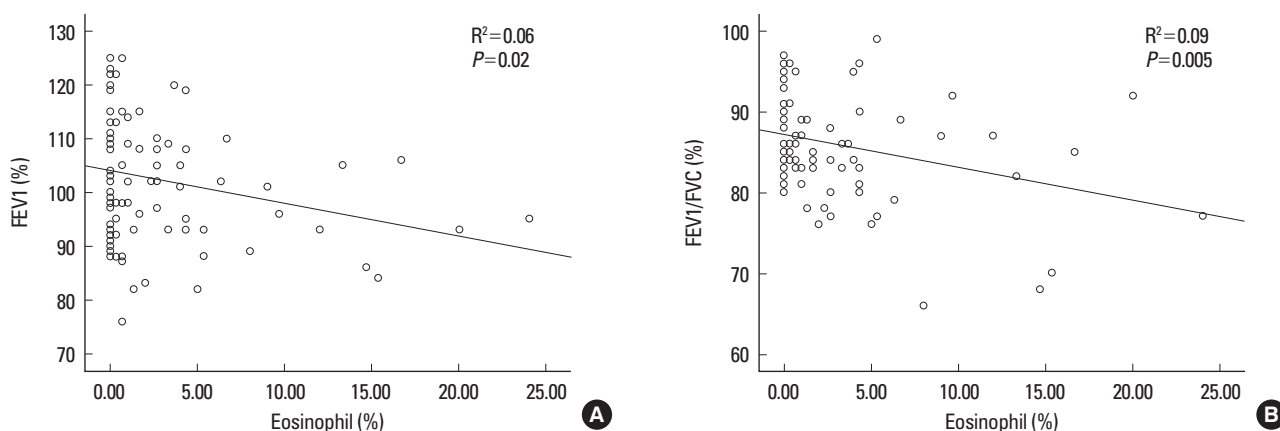 R²=0.06
P=0.02
FEV1 (%)
130
120
110
100
90
80
70
0.00 5.00 10.00 15.00 20.00 25.00
Eosinophil (%)
A
R²=0.09
P=0.005
FEV1/FVC (%)
100
90
80
70
60
0.00 5.00 10.00 15.00 20.00 25.00
Eosinophil (%)
B